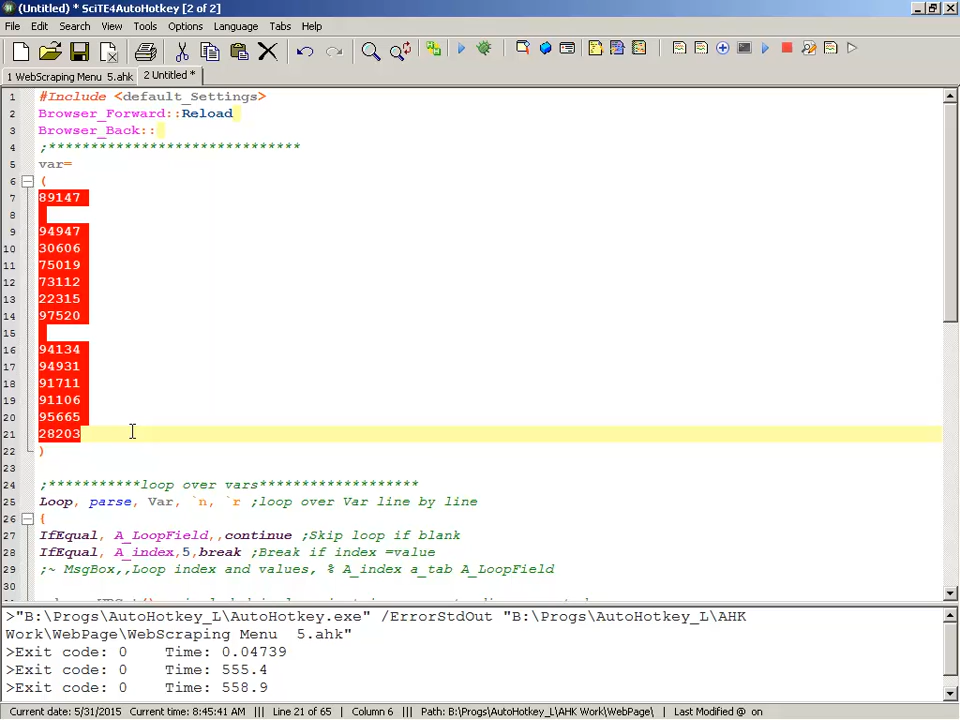 (Untitled) * SciTE4AutoHotkey [2 of 2]
File Edit Search View Tools Options Language Tabs Help
1 WebScraping Menu  5.ahk
2 Untitled *
1 #Include <default_Settings>
2 Browser_Forward::Reload
3 Browser_Back::
4 ;******************************
5 var=
6 (
7 89147
8
9 94947
10 30606
11 75019
12 73112
13 22315
14 97520
15
16 94134
17 94931
18 91711
19 91106
20 95665
21 28203
22 )
23
24 ;***********loop over vars*******************
25 Loop, parse, Var, `n, `r ;loop over Var line by line
26 {
27 IfEqual, A_LoopField,,continue ;Skip loop if blank
28 IfEqual, A_index,5,break ;Break if index =value
29 ;~ MsgBox,,Loop index and values, % A_index a_tab A_LoopField
30
>"B:\Progs\AutoHotkey_L\AutoHotkey.exe" /ErrorStdOut "B:\Progs\AutoHotkey_L\AHK
Work\WebPage\WebScraping Menu  5.ahk"
>Exit code: 0    Time: 0.04739
>Exit code: 0    Time: 555.4
>Exit code: 0    Time: 558.9
Current date: 5/31/2015  Current time: 8:45:41 AM  |||  Line 21 of 65  |  Column 6  |||  Path: B:\Progs\AutoHotkey_L\AHK Work\WebPage\  |  Last Modified @  on